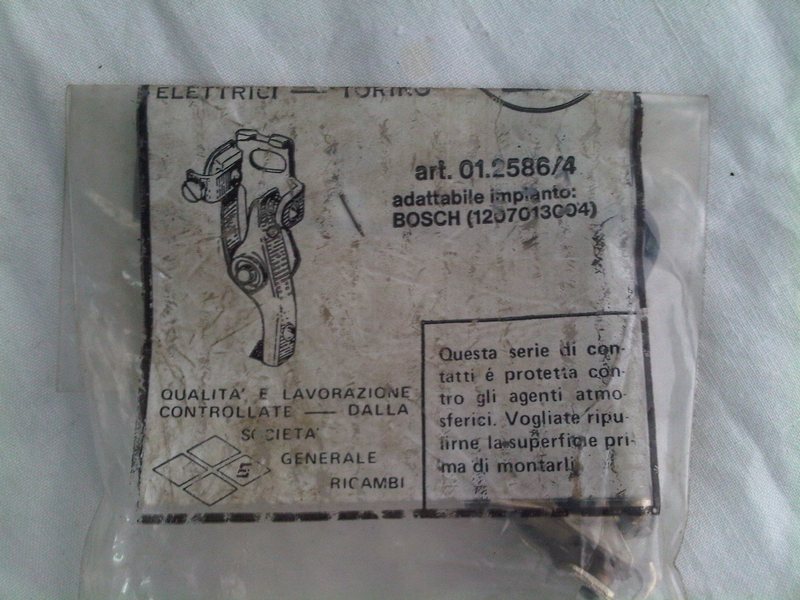 ELETTRICI — TORINO
art. 01.2586/4
adattabile impianto:
BOSCH (1207013004)
QUALITA' E LAVORAZIONE
CONTROLLATE — DALLA
SOCIETA'
GENERALE
RICAMBI
Questa serie di con-
tatti é protetta con-
tro gli agenti atmo-
sferici. Vogliate ripu-
lirne la superficie pri-
ma di montarli